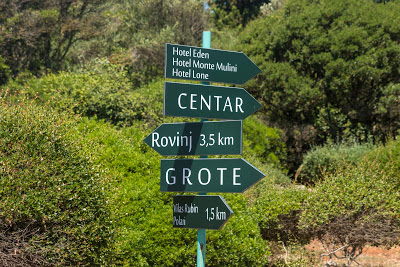 Hotel Eden
Hotel Monte Mulini
Hotel Lone
CENTAR
Rovinj 3,5 km
GROTE
Villas Rubin
Polari
1,5 km